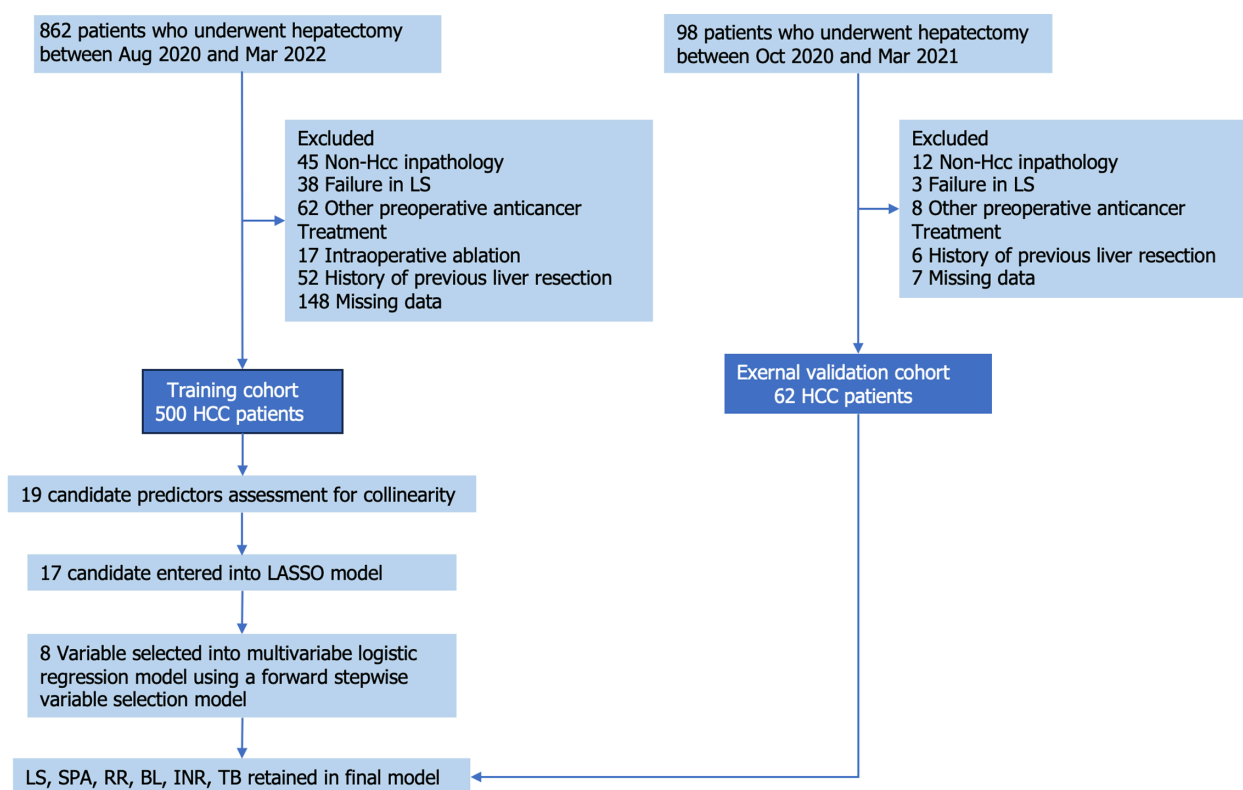 862 patients who underwent hepatectomy
between Aug 2020 and Mar 2022
98 patients who underwent hepatectomy
between Oct 2020 and Mar 2021
Excluded
45 Non-Hcc inpathology
38 Failure in LS
62 Other preoperative anticancer
Treatment
17 Intraoperative ablation
52 History of previous liver resection
148 Missing data
Excluded
12 Non-Hcc inpathology
3 Failure in LS
8 Other preoperative anticancer
Treatment
6 History of previous liver resection
7 Missing data
Training cohort
500 HCC patients
Exernal validation cohort
62 HCC patients
19 candidate predictors assessment for collinearity
17 candidate entered into LASSO model
8 Variable selected into multivariabe logistic
regression model using a forward stepwise
variable selection model
LS, SPA, RR, BL, INR, TB retained in final model